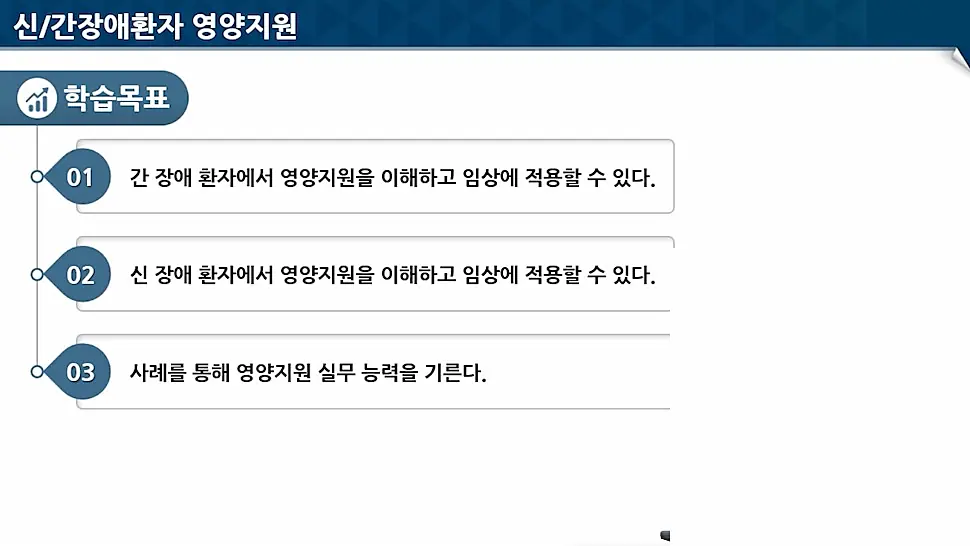 신/간장애환자 영양지원
학습목표
01 간 장애 환자에서 영양지원을 이해하고 임상에 적용할 수 있다.
02 신 장애 환자에서 영양지원을 이해하고 임상에 적용할 수 있다.
03 사례를 통해 영양지원 실무 능력을 기른다.